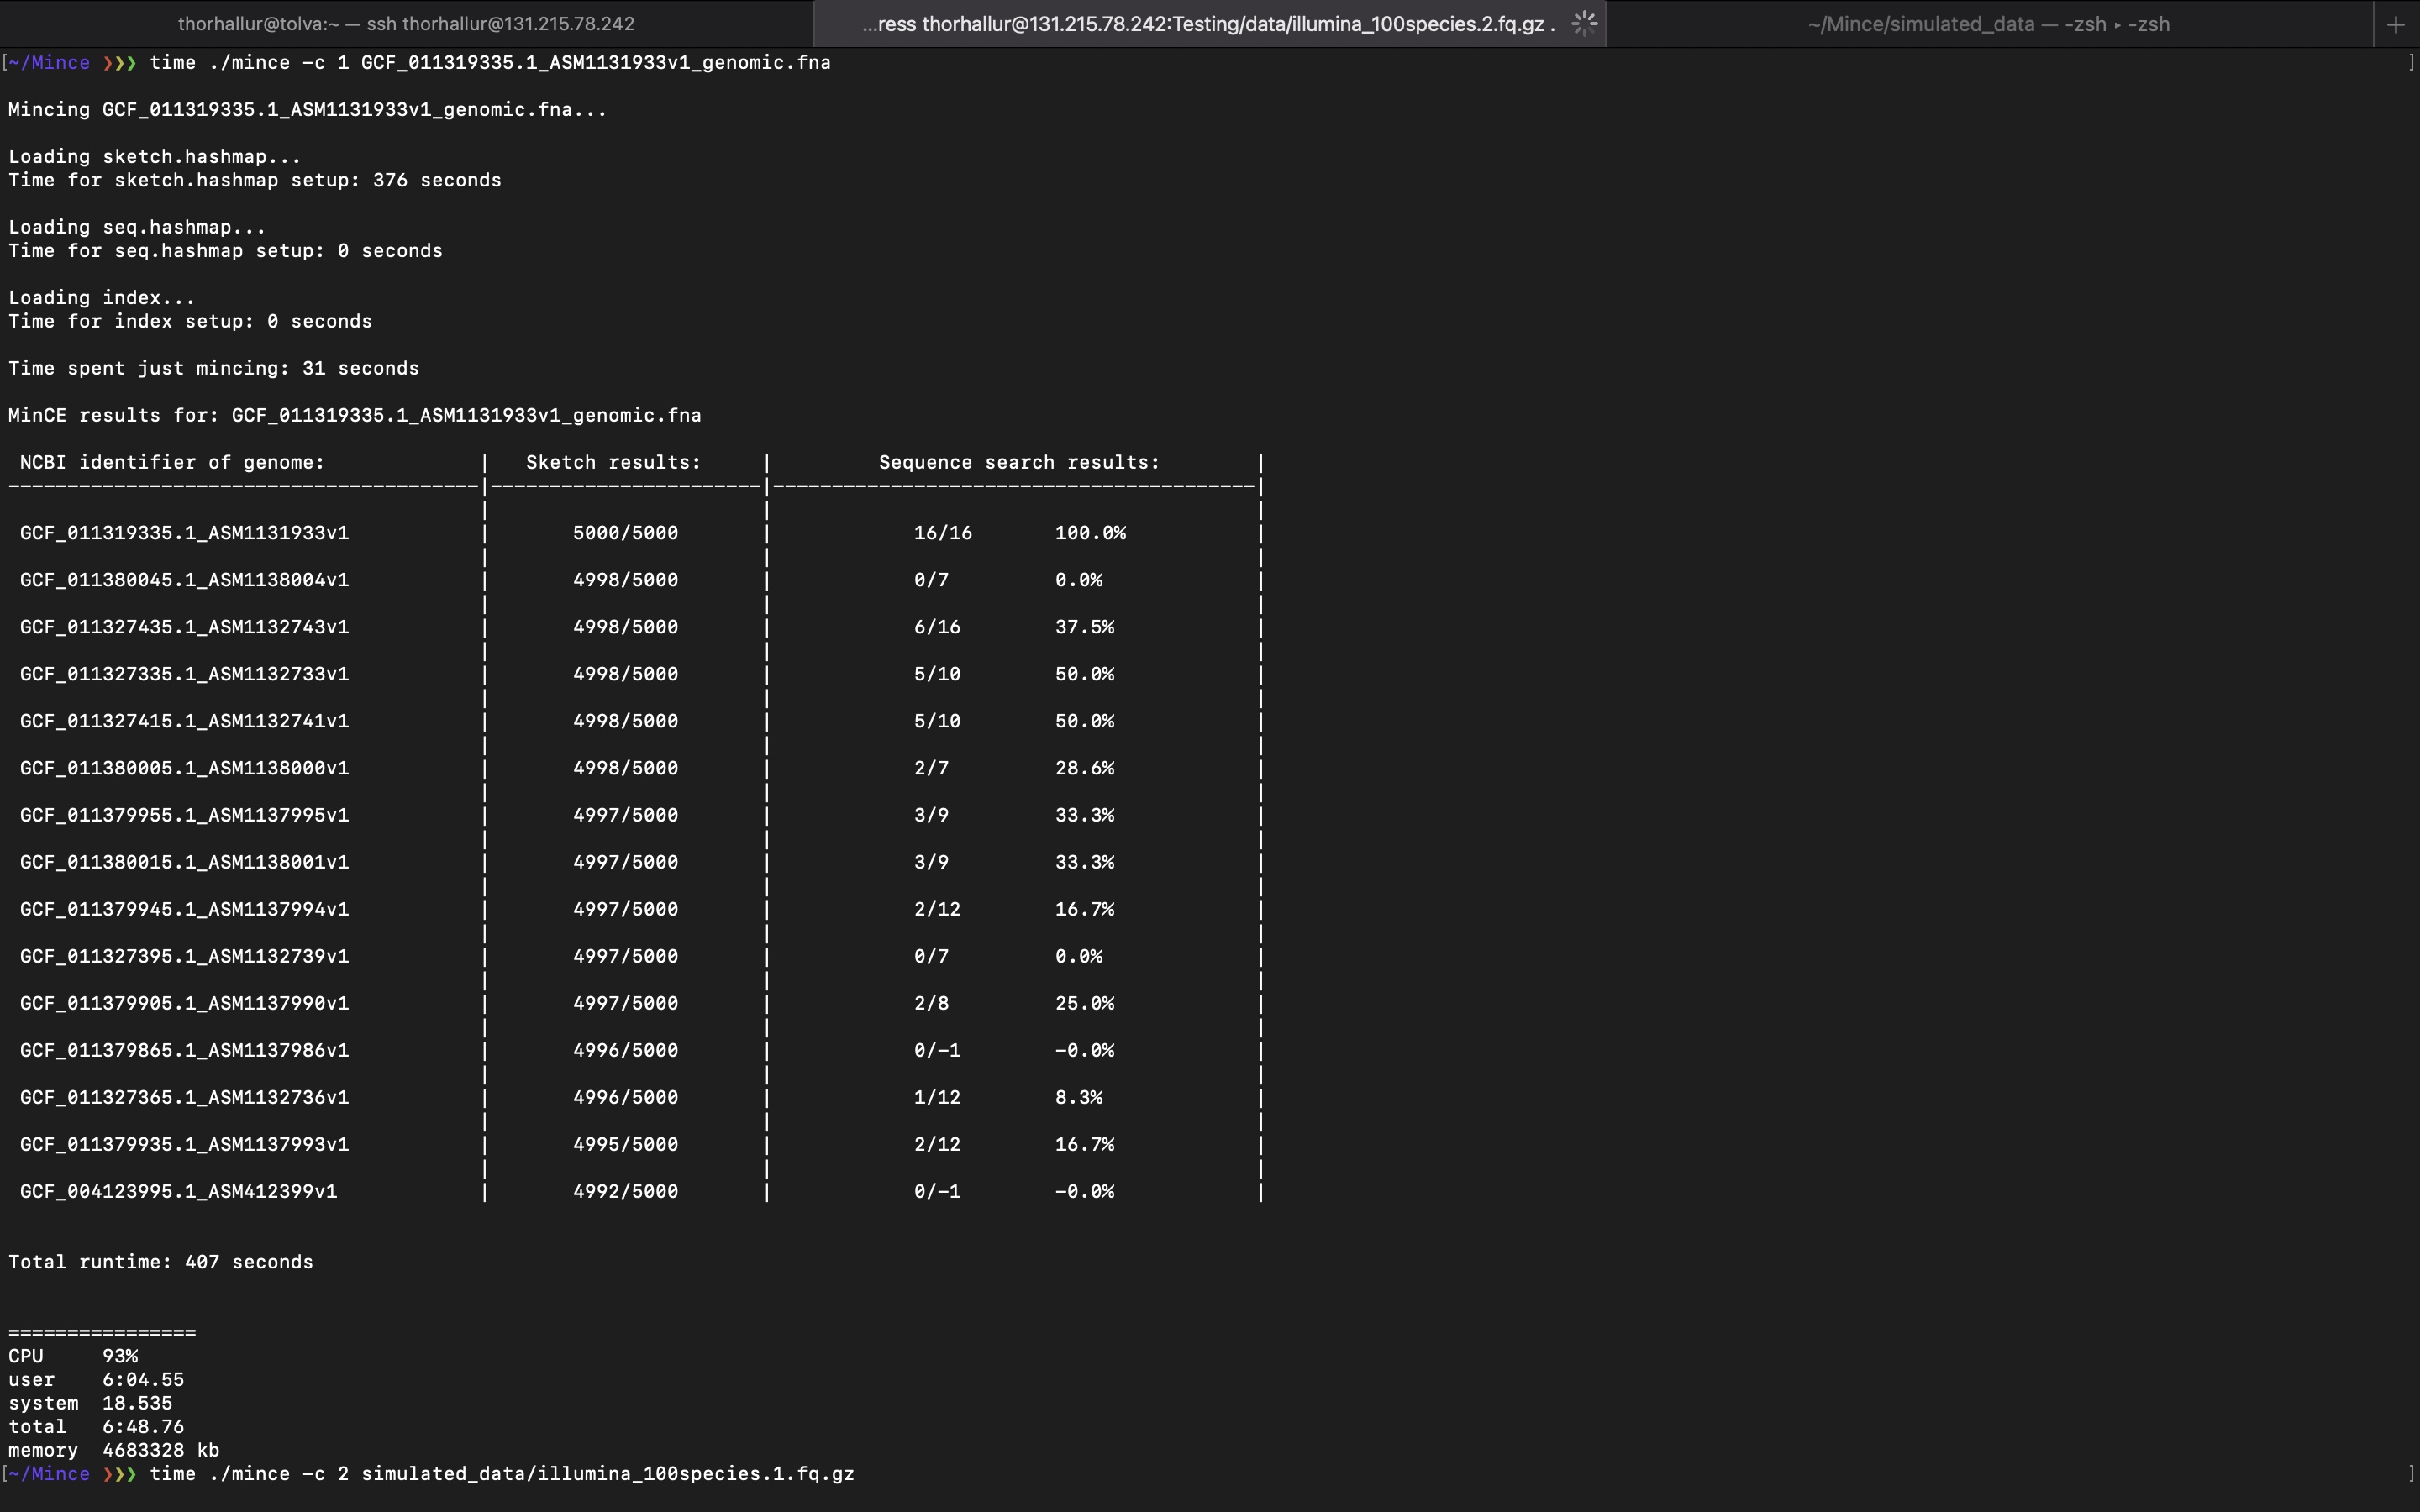 thorhallur@tolva:~ — ssh thorhallur@131.215.78.242
...ress thorhallur@131.215.78.242:Testing/data/illumina_100species.2.fq.gz .
~/Mince/simulated_data — -zsh ▸ -zsh
+
[~/Mince ❯❯❯ time ./mince -c 1 GCF_011319335.1_ASM1131933v1_genomic.fna ]
Mincing GCF_011319335.1_ASM1131933v1_genomic.fna...
Loading sketch.hashmap...
Time for sketch.hashmap setup: 376 seconds
Loading seq.hashmap...
Time for seq.hashmap setup: 0 seconds
Loading index...
Time for index setup: 0 seconds
Time spent just mincing: 31 seconds
MinCE results for: GCF_011319335.1_ASM1131933v1_genomic.fna
NCBI identifier of genome: | Sketch results: | Sequence search results: |
----------------------------------------|-----------------------|-----------------------------------------|
GCF_011319335.1_ASM1131933v1 | 5000/5000 | 16/16 100.0% |
GCF_011380045.1_ASM1138004v1 | 4998/5000 | 0/7 0.0% |
GCF_011327435.1_ASM1132743v1 | 4998/5000 | 6/16 37.5% |
GCF_011327335.1_ASM1132733v1 | 4998/5000 | 5/10 50.0% |
GCF_011327415.1_ASM1132741v1 | 4998/5000 | 5/10 50.0% |
GCF_011380005.1_ASM1138000v1 | 4998/5000 | 2/7 28.6% |
GCF_011379955.1_ASM1137995v1 | 4997/5000 | 3/9 33.3% |
GCF_011380015.1_ASM1138001v1 | 4997/5000 | 3/9 33.3% |
GCF_011379945.1_ASM1137994v1 | 4997/5000 | 2/12 16.7% |
GCF_011327395.1_ASM1132739v1 | 4997/5000 | 0/7 0.0% |
GCF_011379905.1_ASM1137990v1 | 4997/5000 | 2/8 25.0% |
GCF_011379865.1_ASM1137986v1 | 4996/5000 | 0/-1 -0.0% |
GCF_011327365.1_ASM1132736v1 | 4996/5000 | 1/12 8.3% |
GCF_011379935.1_ASM1137993v1 | 4995/5000 | 2/12 16.7% |
GCF_004123995.1_ASM412399v1 | 4992/5000 | 0/-1 -0.0% |
Total runtime: 407 seconds
================
CPU 93%
user 6:04.55
system 18.535
total 6:48.76
memory 4683328 kb
[~/Mince ❯❯❯ time ./mince -c 2 simulated_data/illumina_100species.1.fq.gz ]